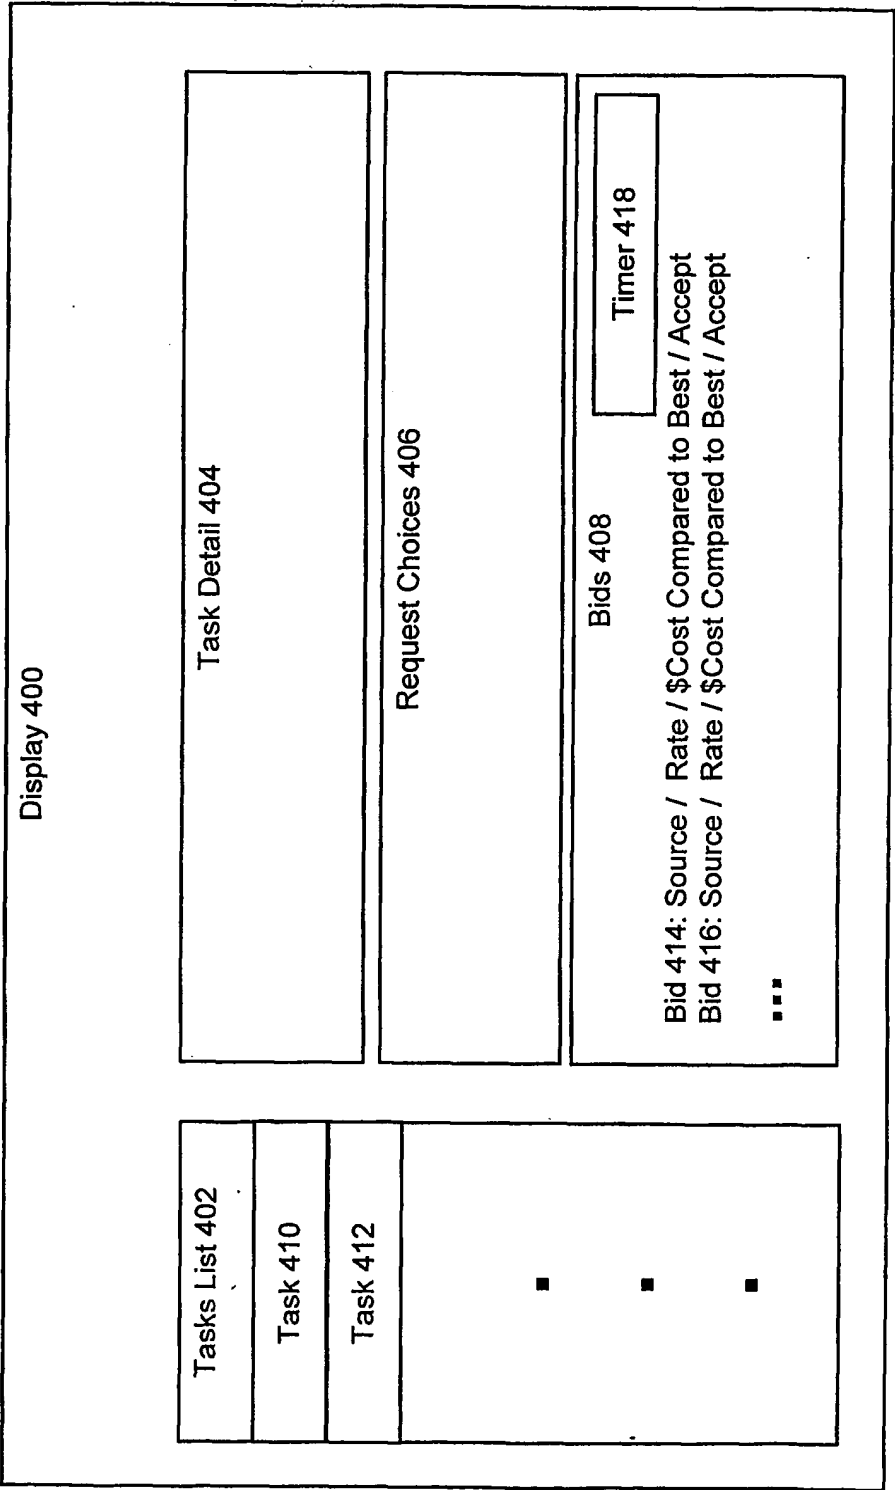 Display 400
Tasks List 402
Task 410
Task 412
Task Detail 404
Request Choices 406
Bids 408
Timer 418
Bid 414: Source / Rate / $Cost Compared to Best / Accept
Bid 416: Source / Rate / $Cost Compared to Best / Accept